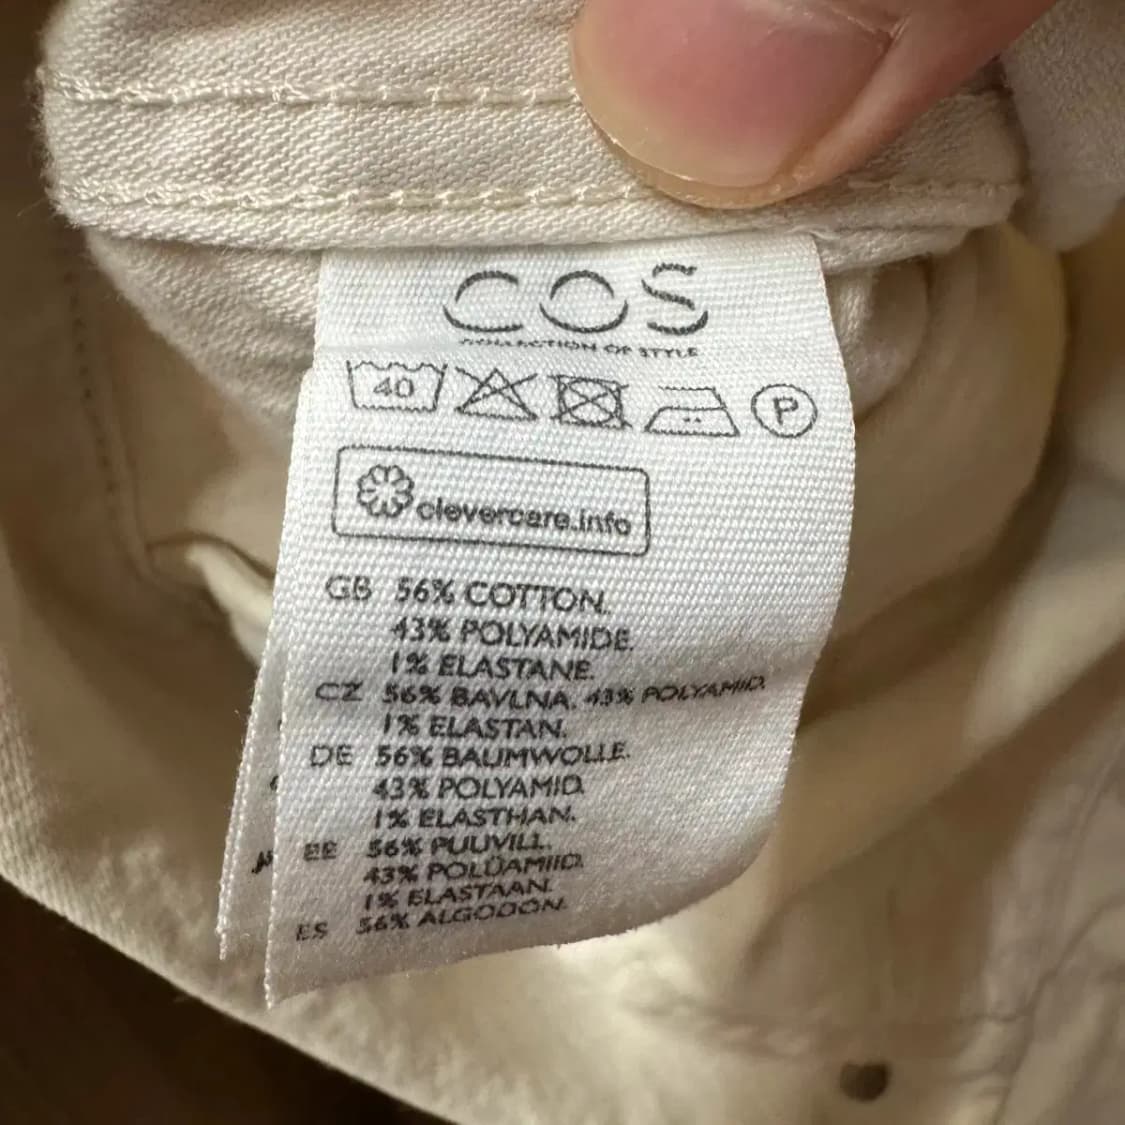 COS
COLLECTION OF STYLE
40 P
clevercare.info
GB 56% COTTON.
43% POLYAMIDE.
1% ELASTANE.
CZ 56% BAVLNA. 43% POLYAMID.
1% ELASTAN.
DE 56% BAUMWOLLE.
43% POLYAMID.
1% ELASTHAN.
EE 56% PUUVILL.
43% POLÜAMIID.
1% ELASTAAN.
ES 56% ALGODON.